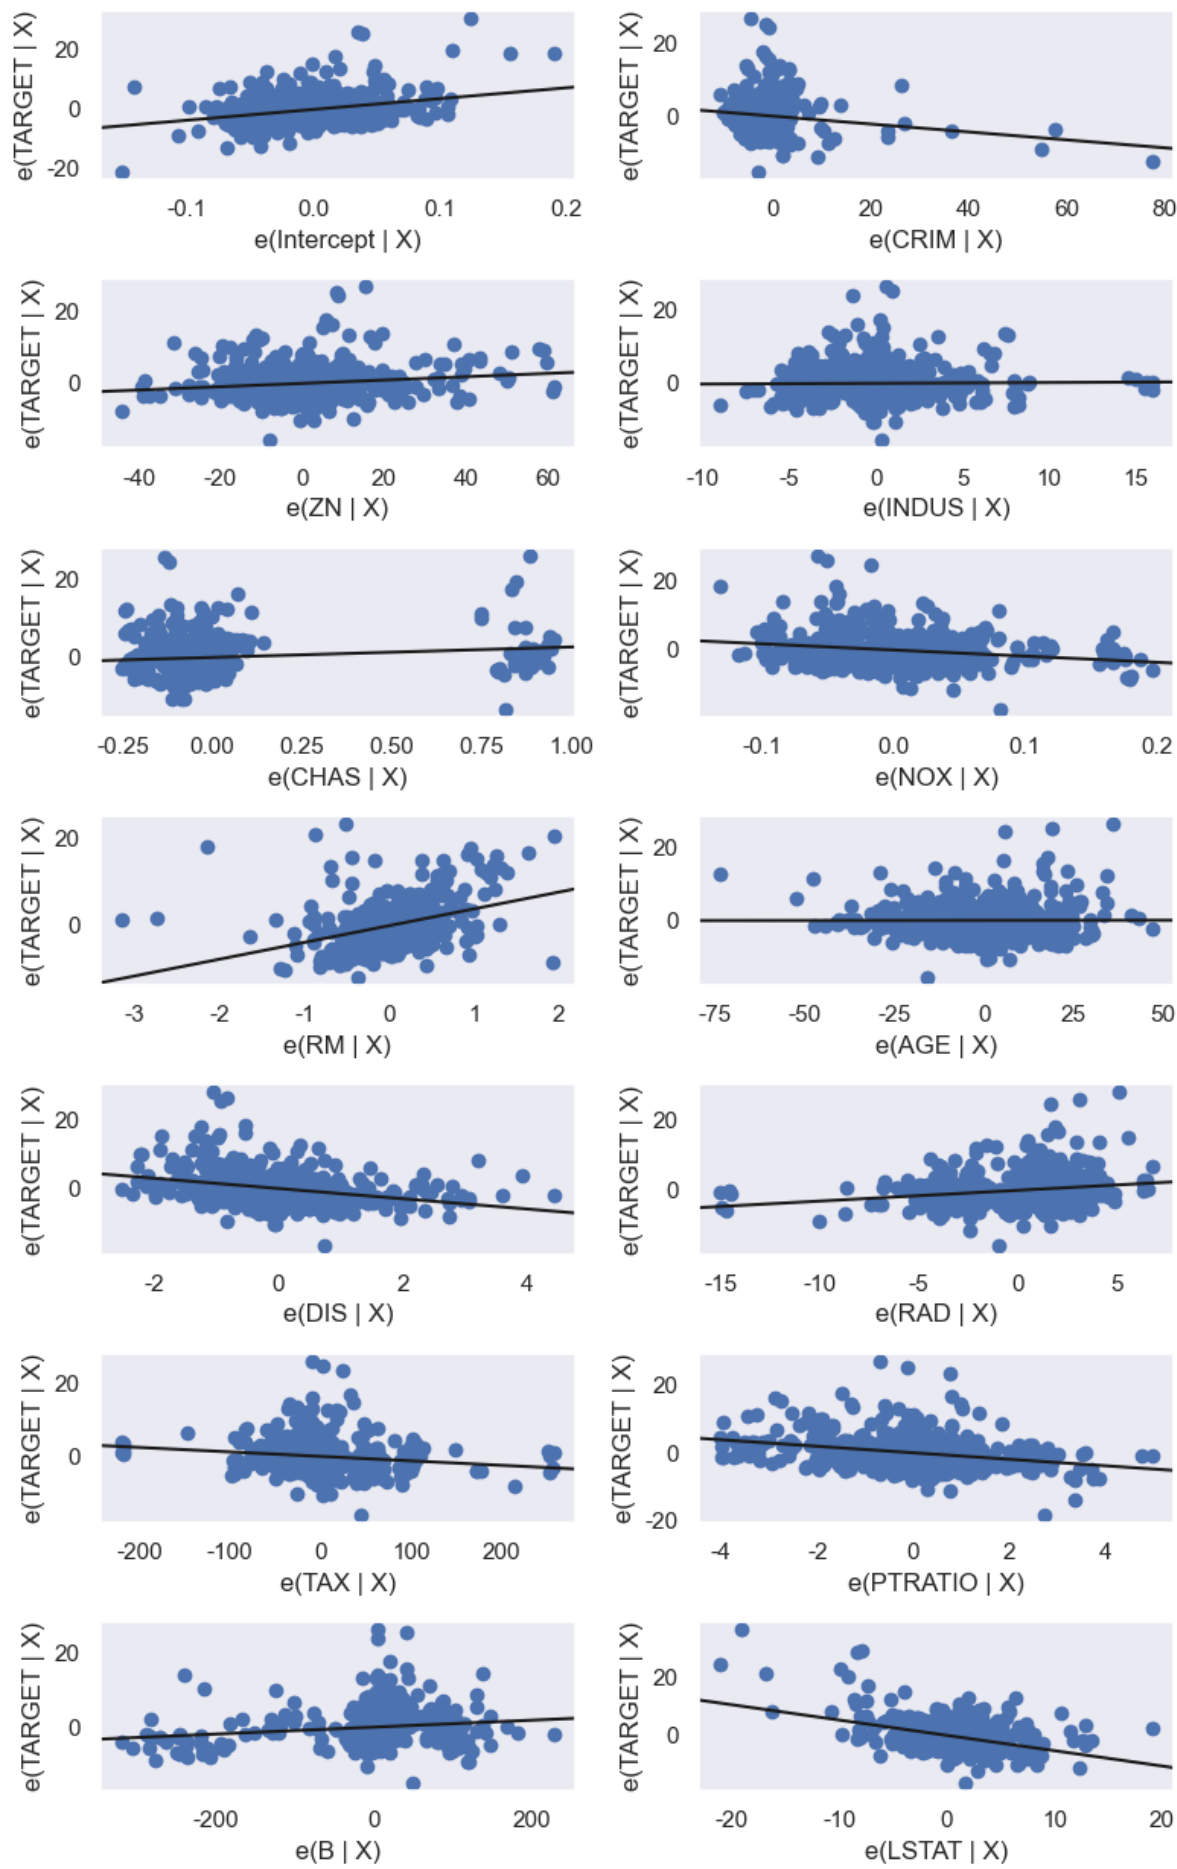 e(TARGET | X)
20
0
-20
-0.1 0.0 0.1 0.2
e(Intercept | X)
e(TARGET | X)
20
0
0 20 40 60 80
e(CRIM | X)
e(TARGET | X)
20
0
-40 -20 0 20 40 60
e(ZN | X)
e(TARGET | X)
20
0
-10 -5 0 5 10 15
e(INDUS | X)
e(TARGET | X)
20
0
-0.25 0.00 0.25 0.50 0.75 1.00
e(CHAS | X)
e(TARGET | X)
20
0
-0.1 0.0 0.1 0.2
e(NOX | X)
e(TARGET | X)
20
0
-3 -2 -1 0 1 2
e(RM | X)
e(TARGET | X)
20
0
-75 -50 -25 0 25 50
e(AGE | X)
e(TARGET | X)
20
0
-2 0 2 4
e(DIS | X)
e(TARGET | X)
20
0
-15 -10 -5 0 5
e(RAD | X)
e(TARGET | X)
20
0
-200 -100 0 100 200
e(TAX | X)
e(TARGET | X)
20
0
-20
-4 -2 0 2 4
e(PTRATIO | X)
e(TARGET | X)
20
0
-200 0 200
e(B | X)
e(TARGET | X)
20
0
-20 -10 0 10 20
e(LSTAT | X)